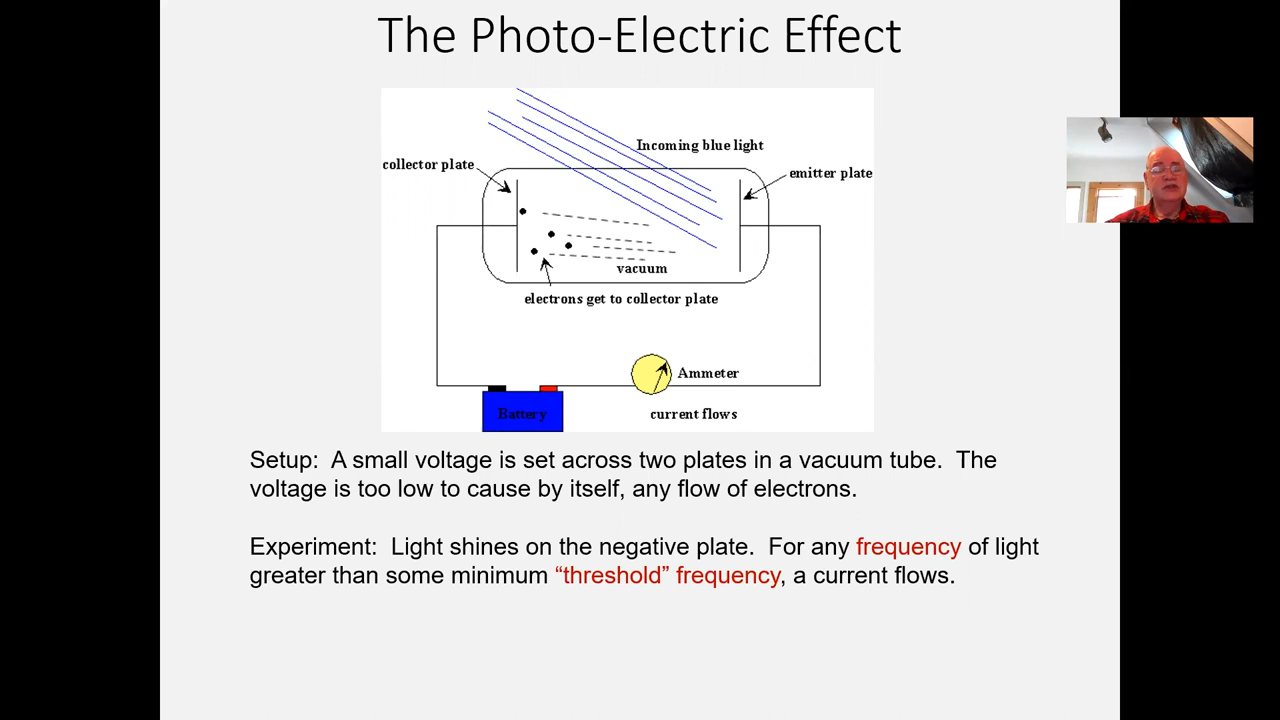 The Photo-Electric Effect
Incoming blue light
collector plate
emitter plate
vacuum
electrons get to collector plate
Ammeter
Battery
current flows
Setup:  A small voltage is set across two plates in a vacuum tube.  The
voltage is too low to cause by itself, any flow of electrons.
Experiment:  Light shines on the negative plate.  For any frequency of light
greater than some minimum “threshold” frequency, a current flows.